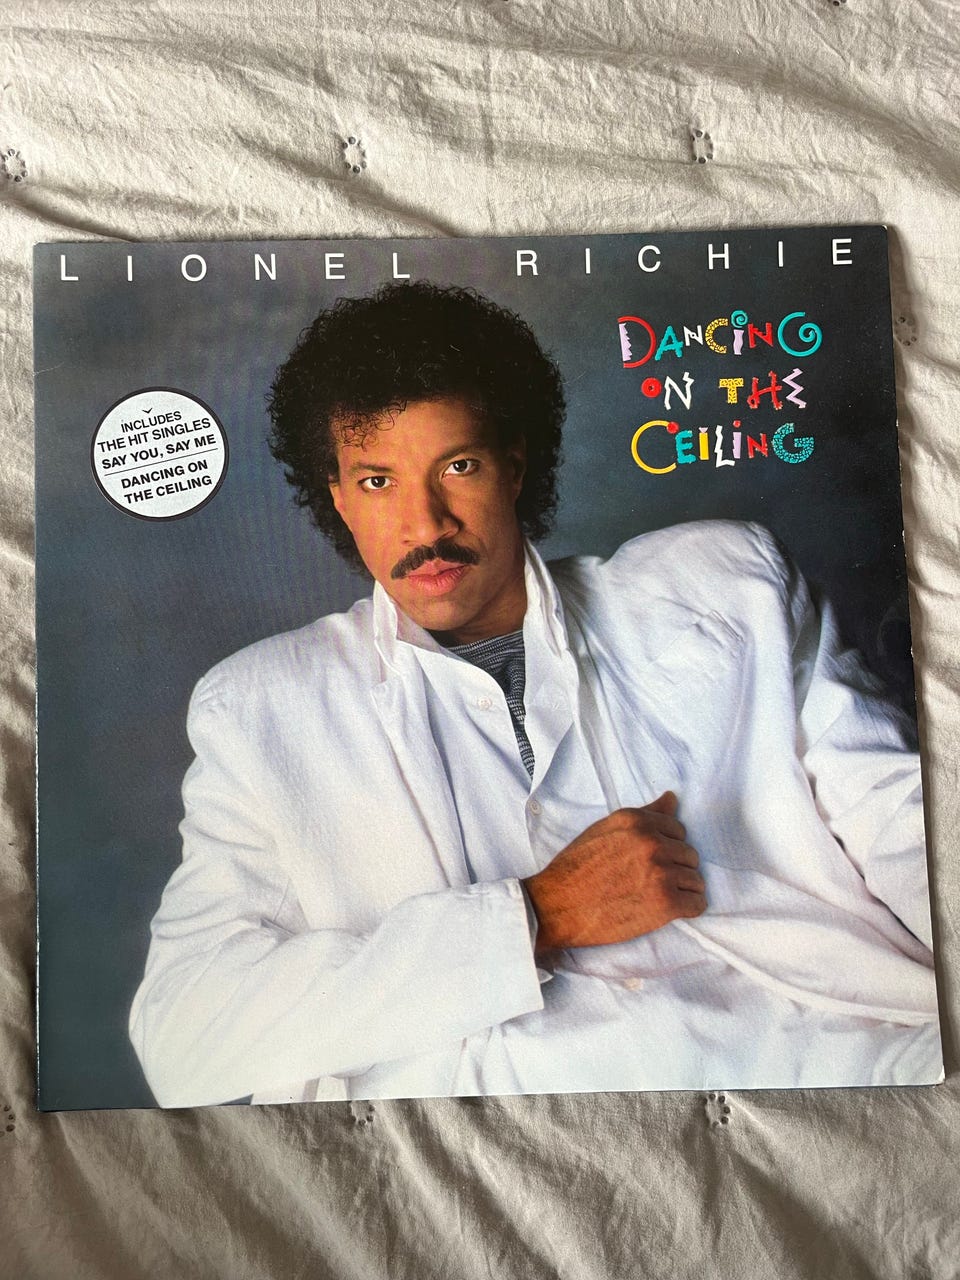 LIONEL RICHIE
DANCING
ON THE
CEILING
INCLUDES
THE HIT SINGLES
SAY YOU, SAY ME
DANCING ON
THE CEILING